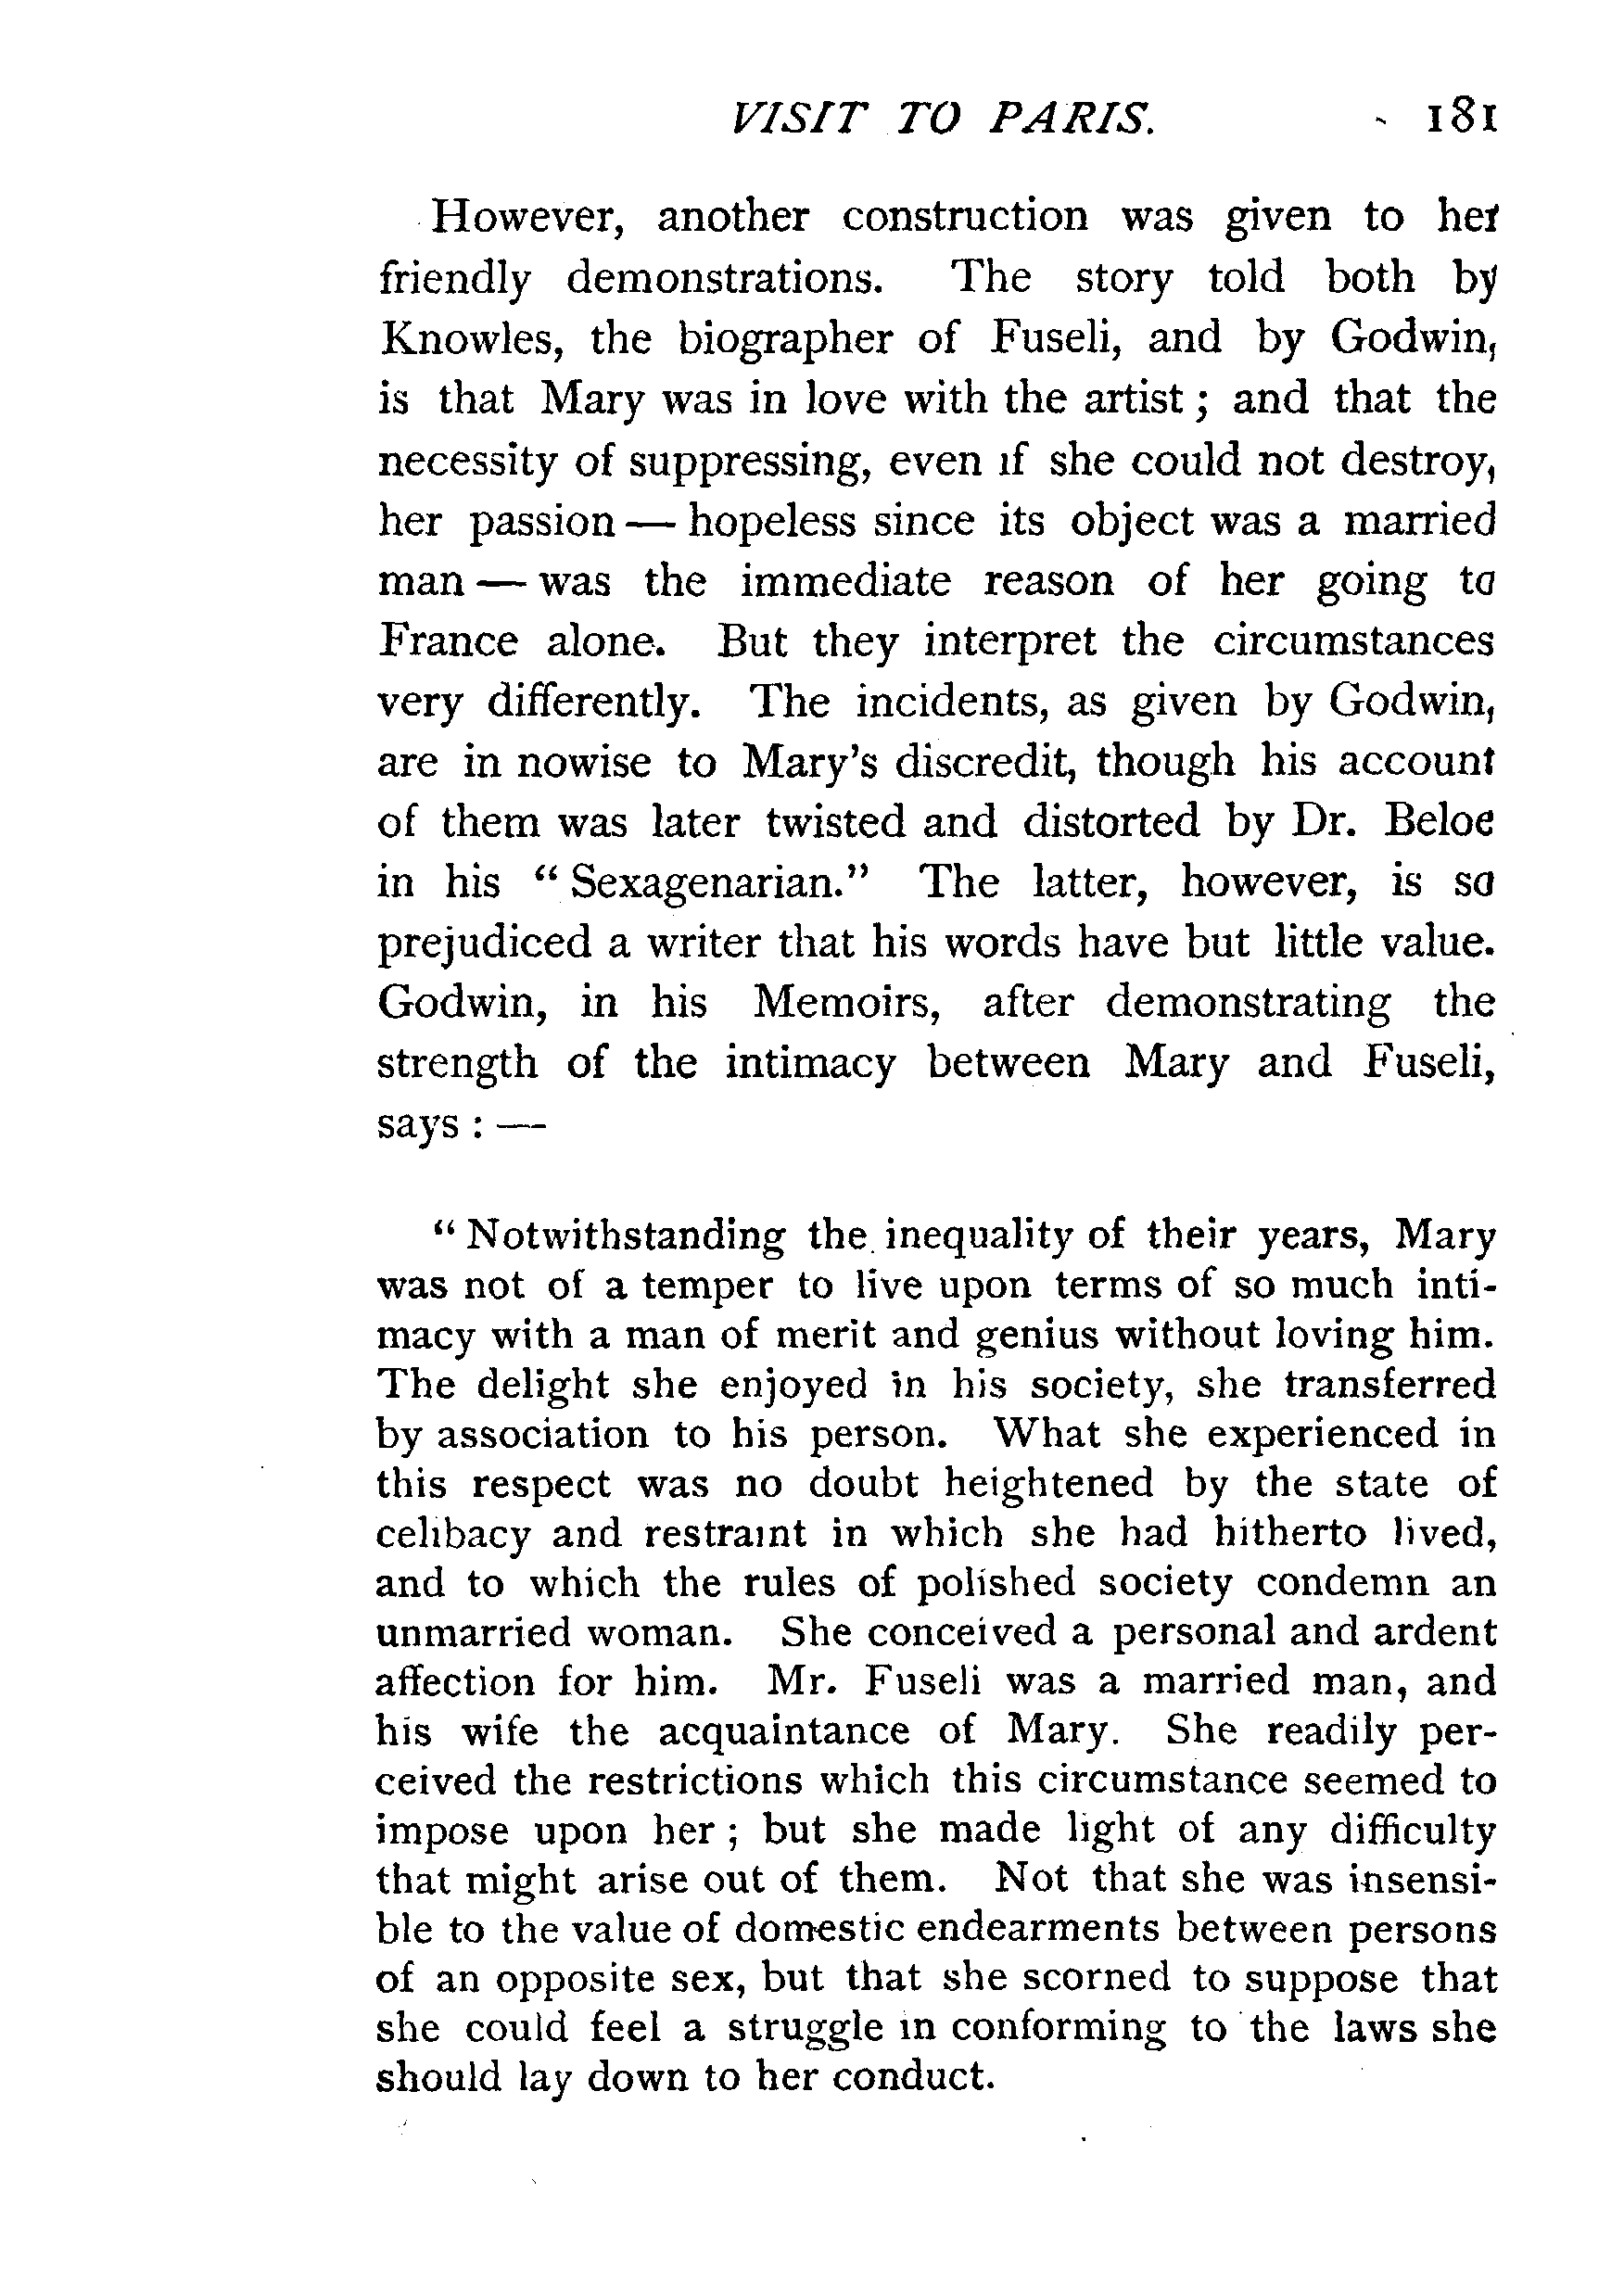 VISIT TO PARIS. 181
However, another construction was given to her
friendly demonstrations. The story told both by
Knowles, the biographer of Fuseli, and by Godwin,
is that Mary was in love with the artist ; and that the
necessity of suppressing, even if she could not destroy,
her passion — hopeless since its object was a married
man — was the immediate reason of her going to
France alone. But they interpret the circumstances
very differently. The incidents, as given by Godwin,
are in nowise to Mary's discredit, though his account
of them was later twisted and distorted by Dr. Beloe
in his “ Sexagenarian.” The latter, however, is so
prejudiced a writer that his words have but little value.
Godwin, in his Memoirs, after demonstrating the
strength of the intimacy between Mary and Fuseli,
says : —
“ Notwithstanding the inequality of their years, Mary
was not of a temper to live upon terms of so much inti-
macy with a man of merit and genius without loving him.
The delight she enjoyed in his society, she transferred
by association to his person. What she experienced in
this respect was no doubt heightened by the state of
celibacy and restraint in which she had hitherto lived,
and to which the rules of polished society condemn an
unmarried woman. She conceived a personal and ardent
affection for him. Mr. Fuseli was a married man, and
his wife the acquaintance of Mary. She readily per-
ceived the restrictions which this circumstance seemed to
impose upon her ; but she made light of any difficulty
that might arise out of them. Not that she was insensi-
ble to the value of domestic endearments between persons
of an opposite sex, but that she scorned to suppose that
she could feel a struggle in conforming to the laws she
should lay down to her conduct.